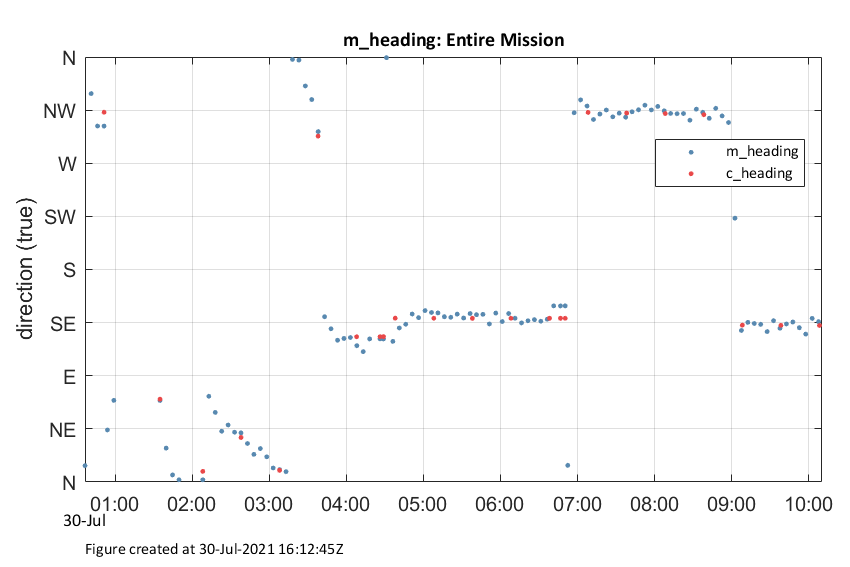 m_heading: Entire Mission
N
NW
W
SW
S
SE
E
NE
N
direction (true)
m_heading
c_heading
01:00 02:00 03:00 04:00 05:00 06:00 07:00 08:00 09:00 10:00
30-Jul
Figure created at 30-Jul-2021 16:12:45Z